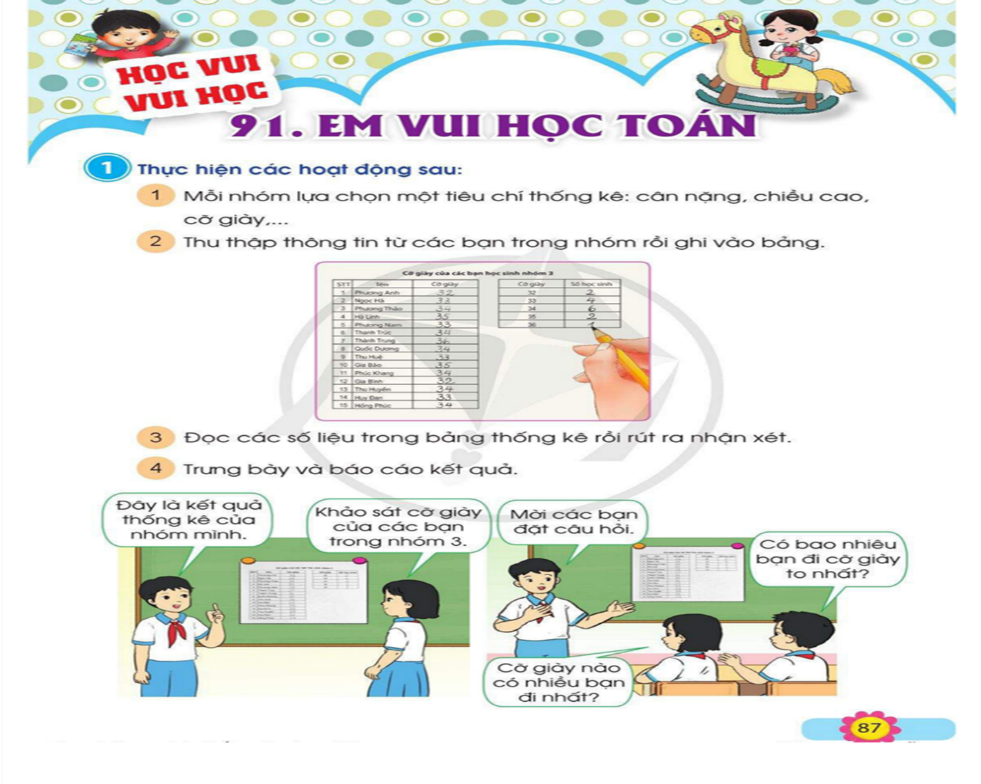 HỌC VUI
VUI HỌC
91. EM VUI HỌC TOÁN
1 Thực hiện các hoạt động sau:
1 Mỗi nhóm lựa chọn một tiêu chí thống kê: cân nặng, chiều cao,
cỡ giày,...
2 Thu thập thông tin từ các bạn trong nhóm rồi ghi vào bảng.
Cỡ giày của các bạn học sinh nhóm 3
STT Tên Cỡ giày
1 Phương Anh 32
2 Ngọc Hà 33
3 Phương Thảo 34
4 Hà Linh 35
5 Phương Nam 33
6 Thanh Trúc 34
7 Thành Trung 36
8 Quốc Dương 34
9 Thu Huệ 33
10 Gia Bảo 35
11 Phúc Khang 34
12 Gia Bình 32
13 Thu Huyền 34
14 Huy Đan 33
15 Hồng Phúc 34
Cỡ giày Số học sinh
32 2
33 4
34 6
35 2
36 1
3 Đọc các số liệu trong bảng thống kê rồi rút ra nhận xét.
4 Trưng bày và báo cáo kết quả.
Đây là kết quả
thống kê của
nhóm mình.
Khảo sát cỡ giày
của các bạn
trong nhóm 3.
Mời các bạn
đặt câu hỏi.
Có bao nhiêu
bạn đi cỡ giày
to nhất?
Cỡ giày nào
có nhiều bạn
đi nhất?
87